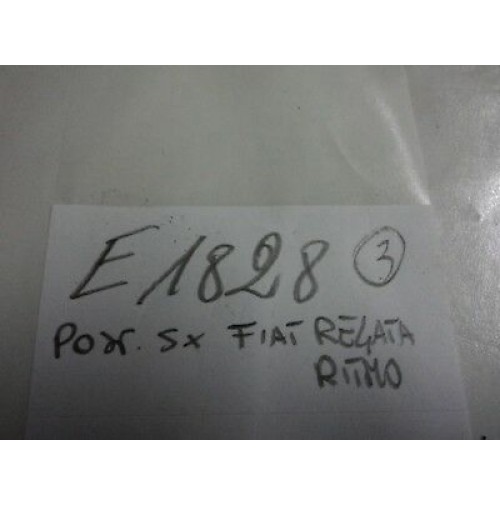 E1828 3
POST. SX FIAT REGATA
RITMO